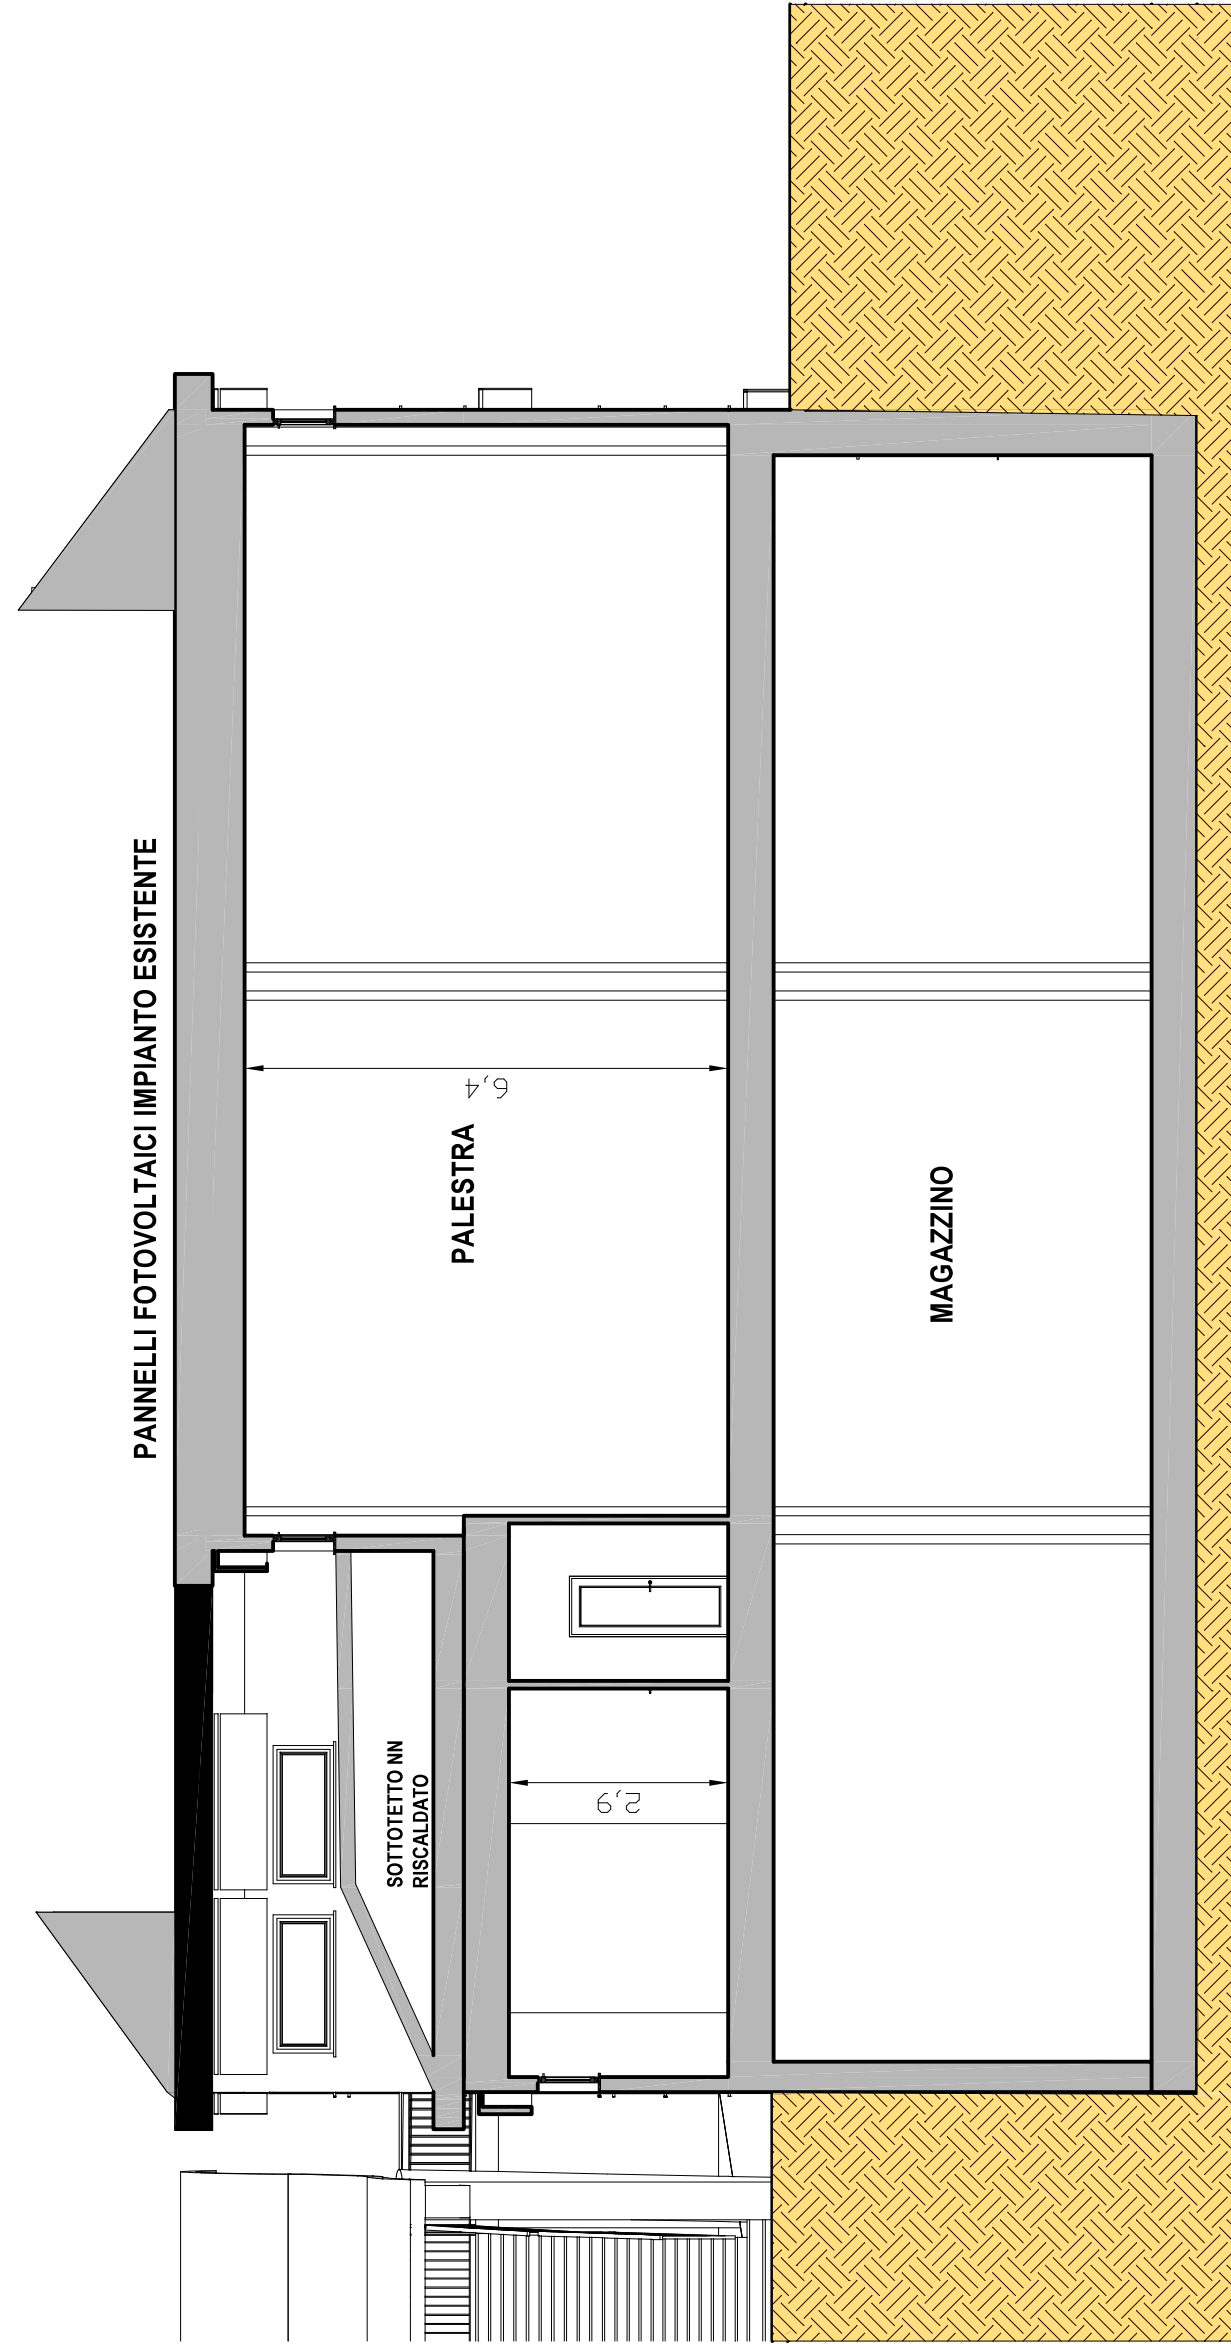 PANNELLI FOTOVOLTAICI IMPIANTO ESISTENTE
PALESTRA
6,4
MAGAZZINO
SOTTOTETTO NN
RISCALDATO
2,9